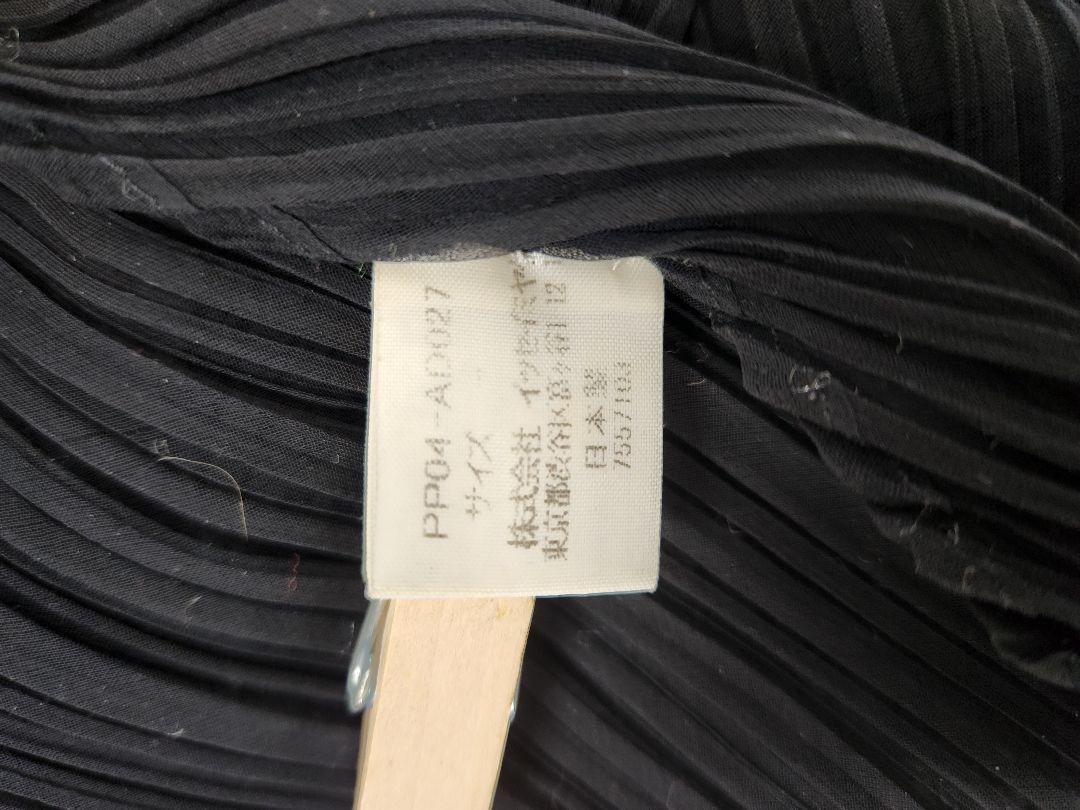 PP04-AD027
サイズ
株式会社 イッセイミヤ
東京都渋谷区富ヶ谷1 12
日本製
7557103